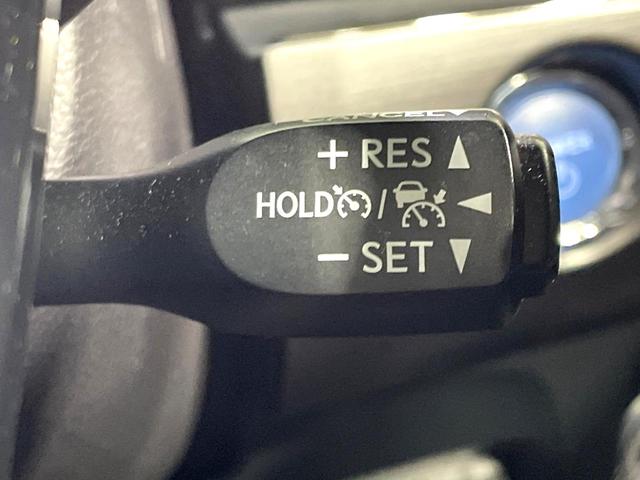 CANCEL
+ RES ▲
HOLD / ◀
− SET ▼